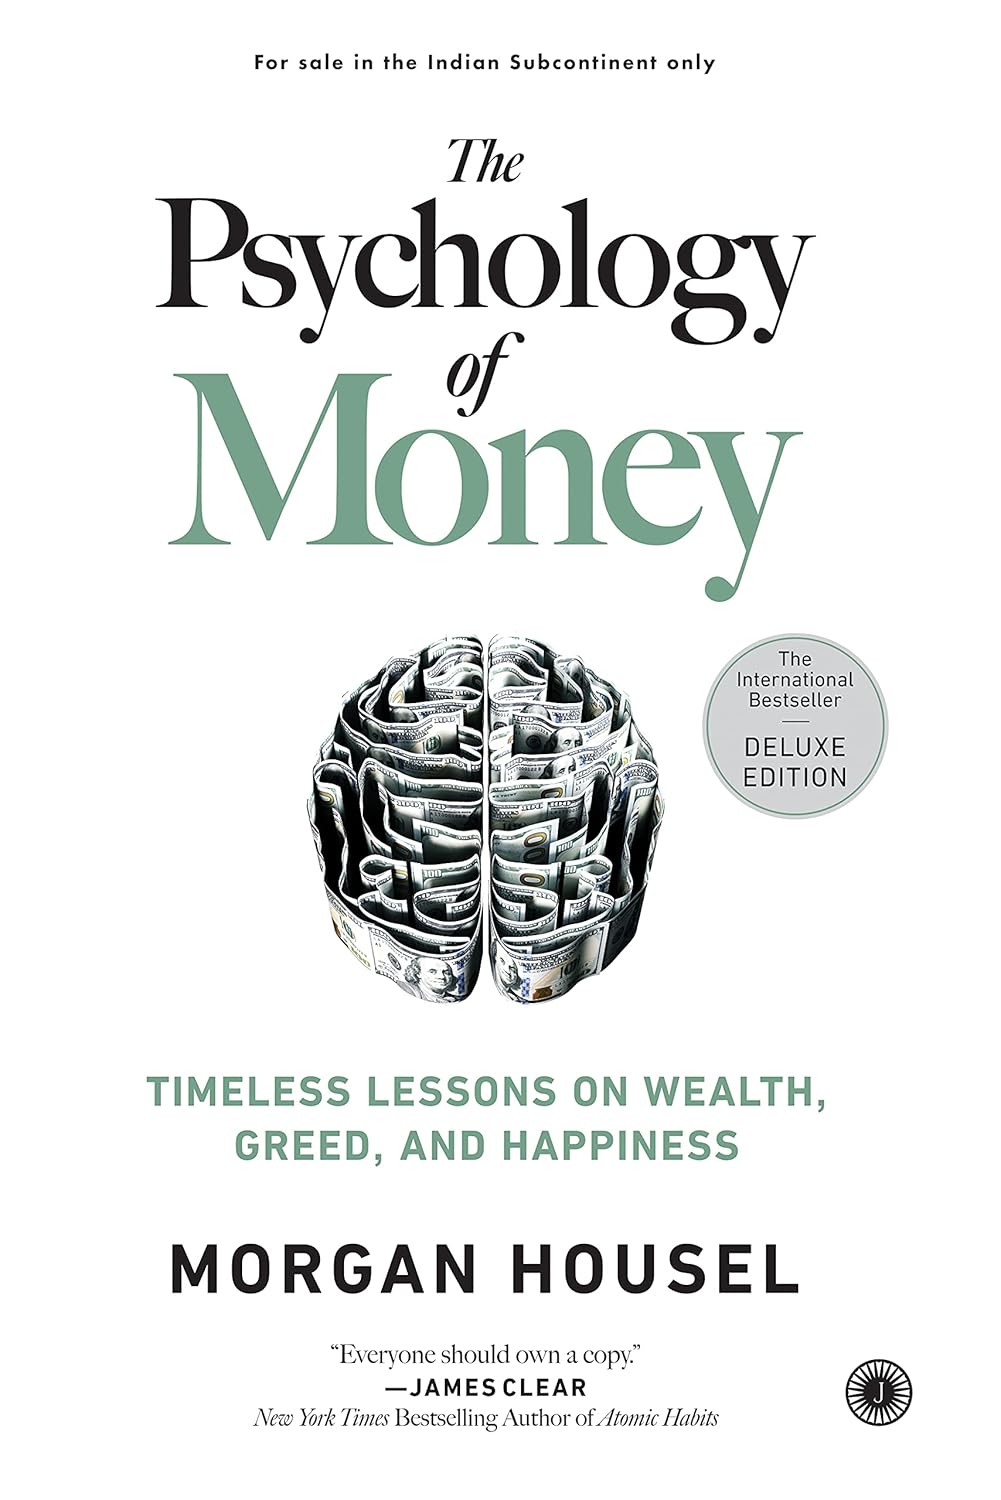 For sale in the Indian Subcontinent only
The
Psychology
of
Money
The
International
Bestseller
DELUXE
EDITION
TIMELESS LESSONS ON WEALTH,
GREED, AND HAPPINESS
MORGAN HOUSEL
“Everyone should own a copy.”
—JAMES CLEAR
New York Times Bestselling Author of Atomic Habits
J